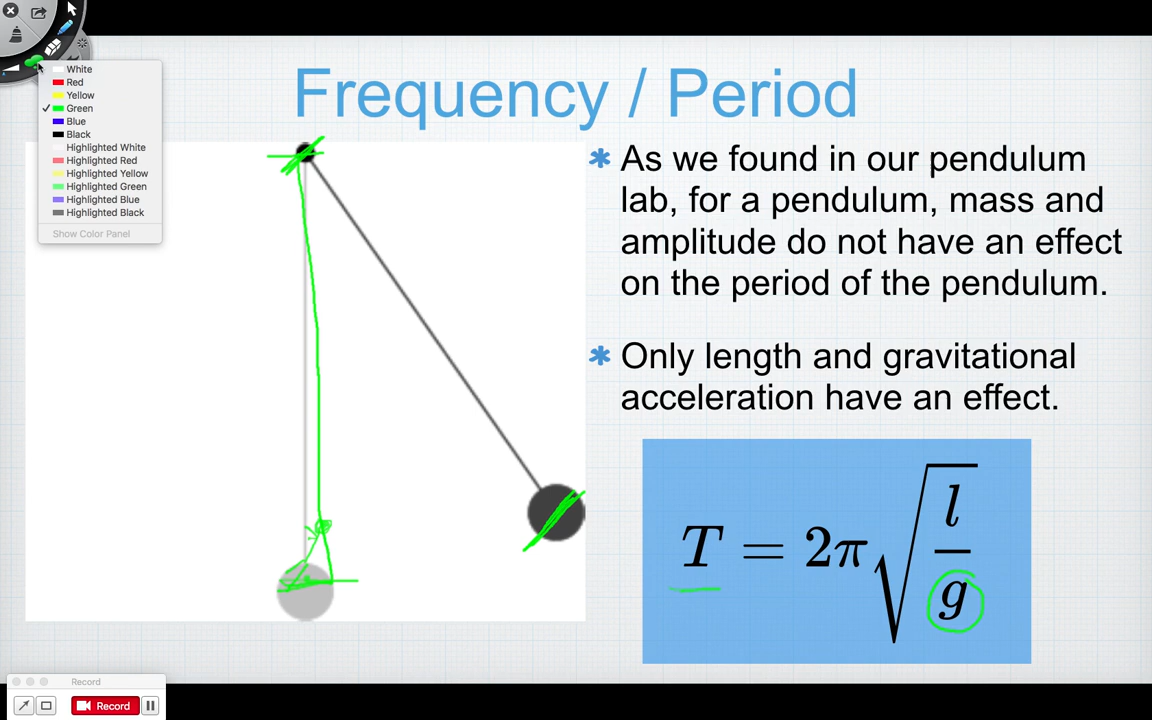 White
Red
Yellow
Green
Blue
Black
Highlighted White
Highlighted Red
Highlighted Yellow
Highlighted Green
Highlighted Blue
Highlighted Black
Show Color Panel
Frequency / Period
* As we found in our pendulum
lab, for a pendulum, mass and
amplitude do not have an effect
on the period of the pendulum.
* Only length and gravitational
acceleration have an effect.
T = 2π√(l/g)
Record
Record